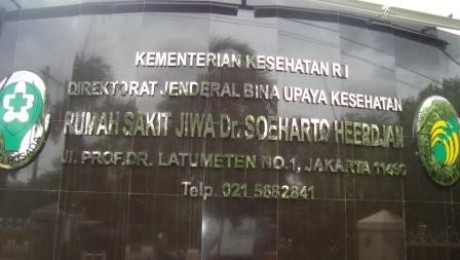 KEMENTERIAN KESEHATAN R.I
DIREKTORAT JENDERAL BINA UPAYA KESEHATAN
RUMAH SAKIT JIWA Dr. SOEHARTO HEERDJAN
JL. PROF.DR. LATUMETEN NO.1, JAKARTA 11460
Telp. 021 5682841